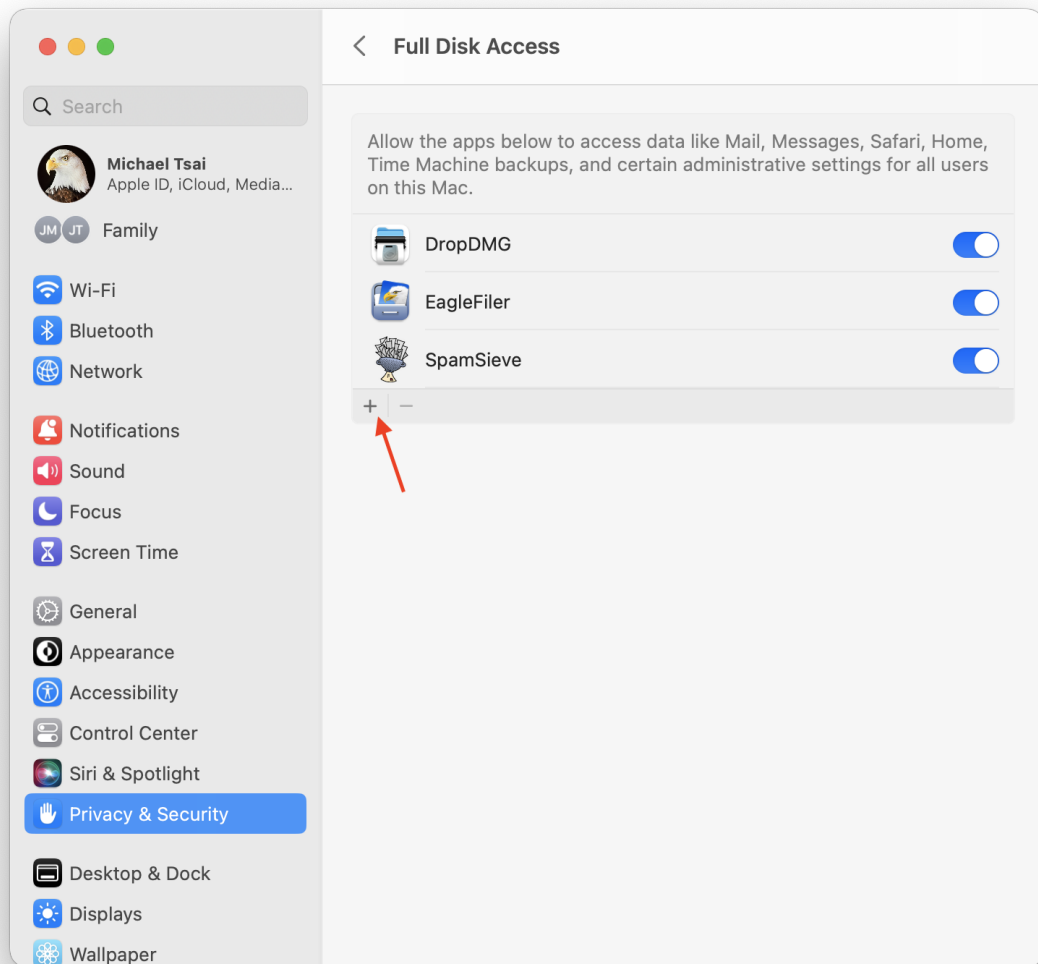 Full Disk Access
Search
Michael Tsai
Apple ID, iCloud, Media...
JM JT Family
Wi-Fi
Bluetooth
Network
Notifications
Sound
Focus
Screen Time
General
Appearance
Accessibility
Control Center
Siri & Spotlight
Privacy & Security
Desktop & Dock
Displays
Wallpaper
Allow the apps below to access data like Mail, Messages, Safari, Home,
Time Machine backups, and certain administrative settings for all users
on this Mac.
DropDMG
EagleFiler
SpamSieve